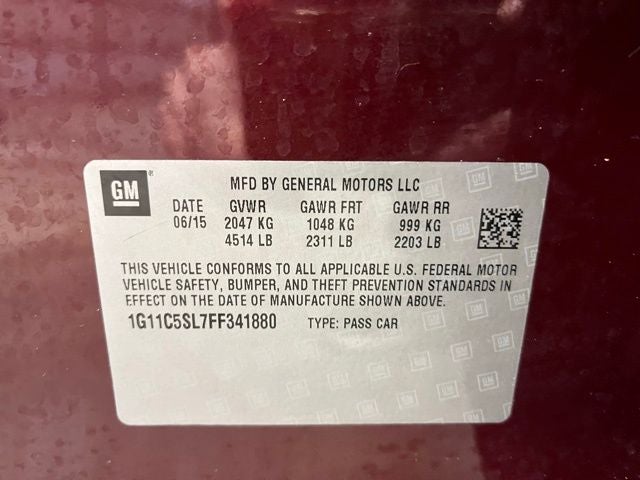 GM
MFD BY GENERAL MOTORS LLC
DATE GVWR GAWR FRT GAWR RR
06/15 2047 KG 1048 KG 999 KG
4514 LB 2311 LB 2203 LB
THIS VEHICLE CONFORMS TO ALL APPLICABLE U.S. FEDERAL MOTOR
VEHICLE SAFETY, BUMPER, AND THEFT PREVENTION STANDARDS IN
EFFECT ON THE DATE OF MANUFACTURE SHOWN ABOVE.
1G11C5SL7FF341880 TYPE: PASS CAR